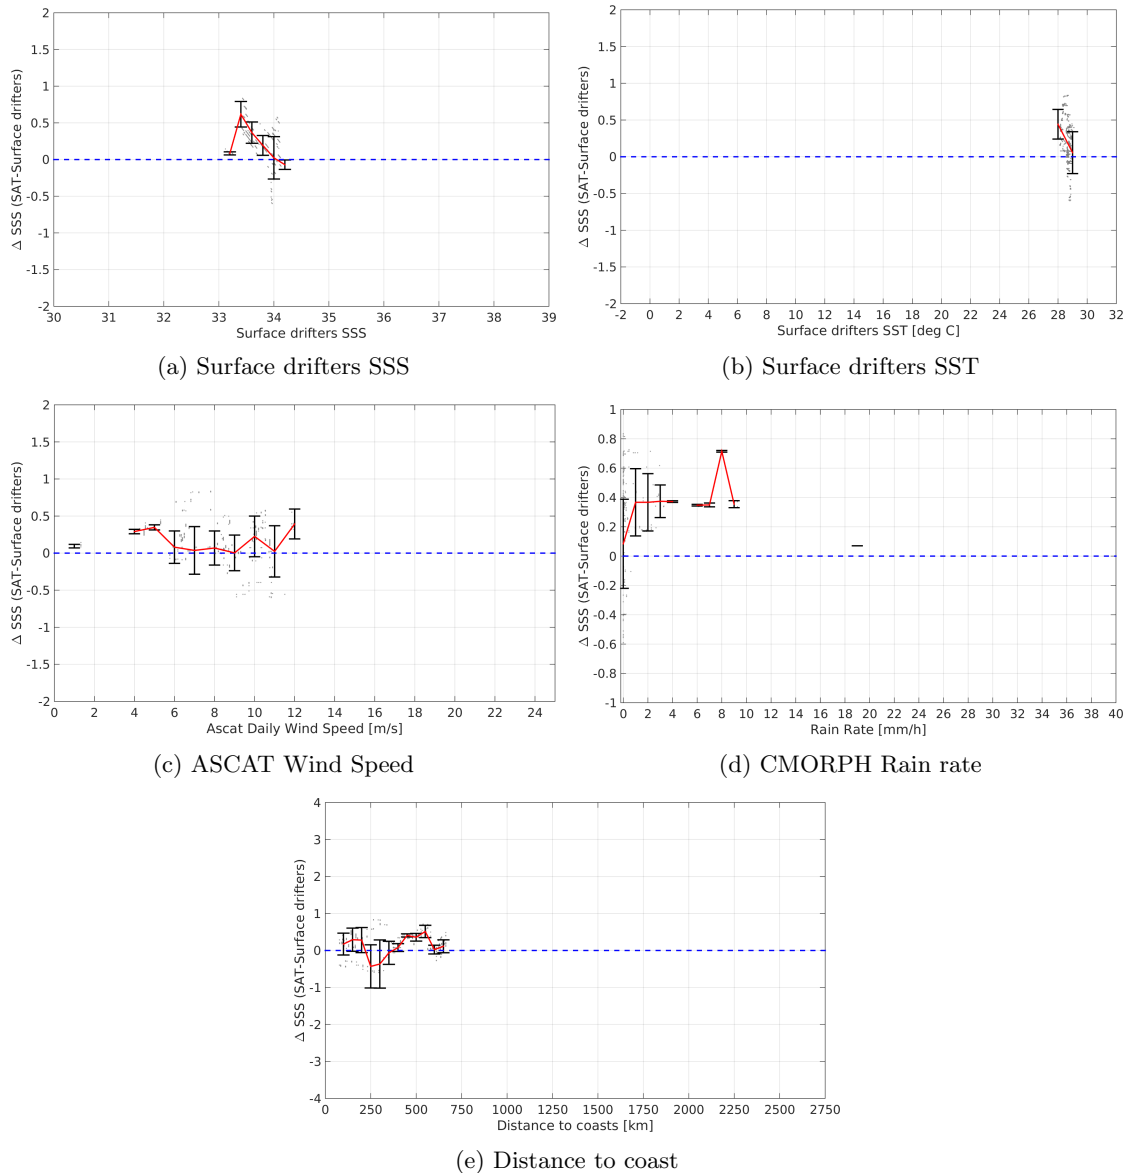 2
1.5
1
0.5
0
-0.5
-1
-1.5
-2
Δ SSS (SAT-Surface drifters)
30 31 32 33 34 35 36 37 38 39
Surface drifters SSS
(a) Surface drifters SSS
2
1.5
1
0.5
0
-0.5
-1
-1.5
-2
Δ SSS (SAT-Surface drifters)
-2 0 2 4 6 8 10 12 14 16 18 20 22 24 26 28 30 32
Surface drifters SST [deg C]
(b) Surface drifters SST
2
1.5
1
0.5
0
-0.5
-1
-1.5
-2
Δ SSS (SAT-Surface drifters)
0 2 4 6 8 10 12 14 16 18 20 22 24
Ascat Daily Wind Speed [m/s]
(c) ASCAT Wind Speed
1
0.8
0.6
0.4
0.2
0
-0.2
-0.4
-0.6
-0.8
-1
Δ SSS (SAT-Surface drifters)
0 2 4 6 8 10 12 14 16 18 20 22 24 26 28 30 32 34 36 38 40
Rain Rate [mm/h]
(d) CMORPH Rain rate
4
3
2
1
0
-1
-2
-3
-4
Δ SSS (SAT-Surface drifters)
0 250 500 750 1000 1250 1500 1750 2000 2250 2500 2750
Distance to coasts [km]
(e) Distance to coast